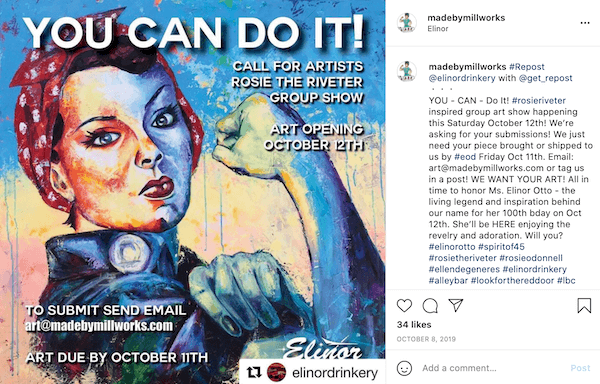 YOU CAN DO IT!
CALL FOR ARTISTS
ROSIE THE RIVETER
GROUP SHOW
ART OPENING
OCTOBER 12TH
TO SUBMIT SEND EMAIL
art@madebymillworks.com
ART DUE BY OCTOBER 11TH
Elinor
elinordrinkery
madebymillworks
Elinor
madebymillworks #Repost
@elinordrinkery with @get_repost
・・・
YOU - CAN - Do It! #rosieriveter
inspired group art show happening
this Saturday October 12th! We're
asking for your submissions! We just
need your piece brought or shipped to
us by #eod Friday Oct 11th. Email:
art@madebymillworks.com or tag us
in a post! WE WANT YOUR ART! All in
time to honor Ms. Elinor Otto - the
living legend and inspiration behind
our name for her 100th bday on Oct
12th. She'll be HERE enjoying the
revelry and adoration. Will you?
#elinorotto #spiritof45
#rosietheriveter #rosieodonnell
#ellendegeneres #elinordrinkery
#alleybar #lookforthereddoor #lbc
34 likes
OCTOBER 8, 2019
Add a comment...
Post